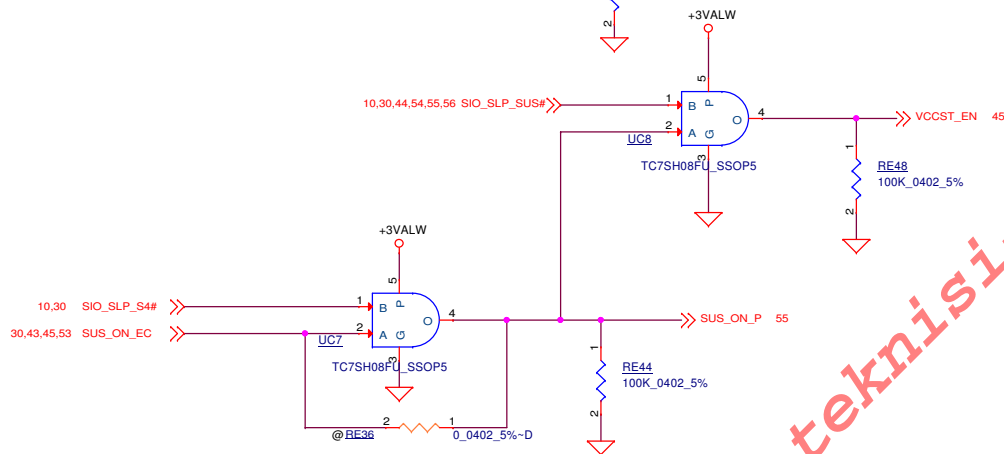 2
+3VALW
5
10,30,44,54,55,56 SIO_SLP_SUS#
1
B
P
O
4
VCCST_EN 45
2
A
G
UC8
3
TC7SH08FU_SSOP5
1
RE48
100K_0402_5%
2
+3VALW
5
10,30 SIO_SLP_S4#
1
B
P
O
4
30,43,45,53 SUS_ON_EC
2
A
G
UC7
3
TC7SH08FU_SSOP5
SUS_ON_P 55
1
RE44
100K_0402_5%
2
@RE36
2
1
0_0402_5%~D
teknisi